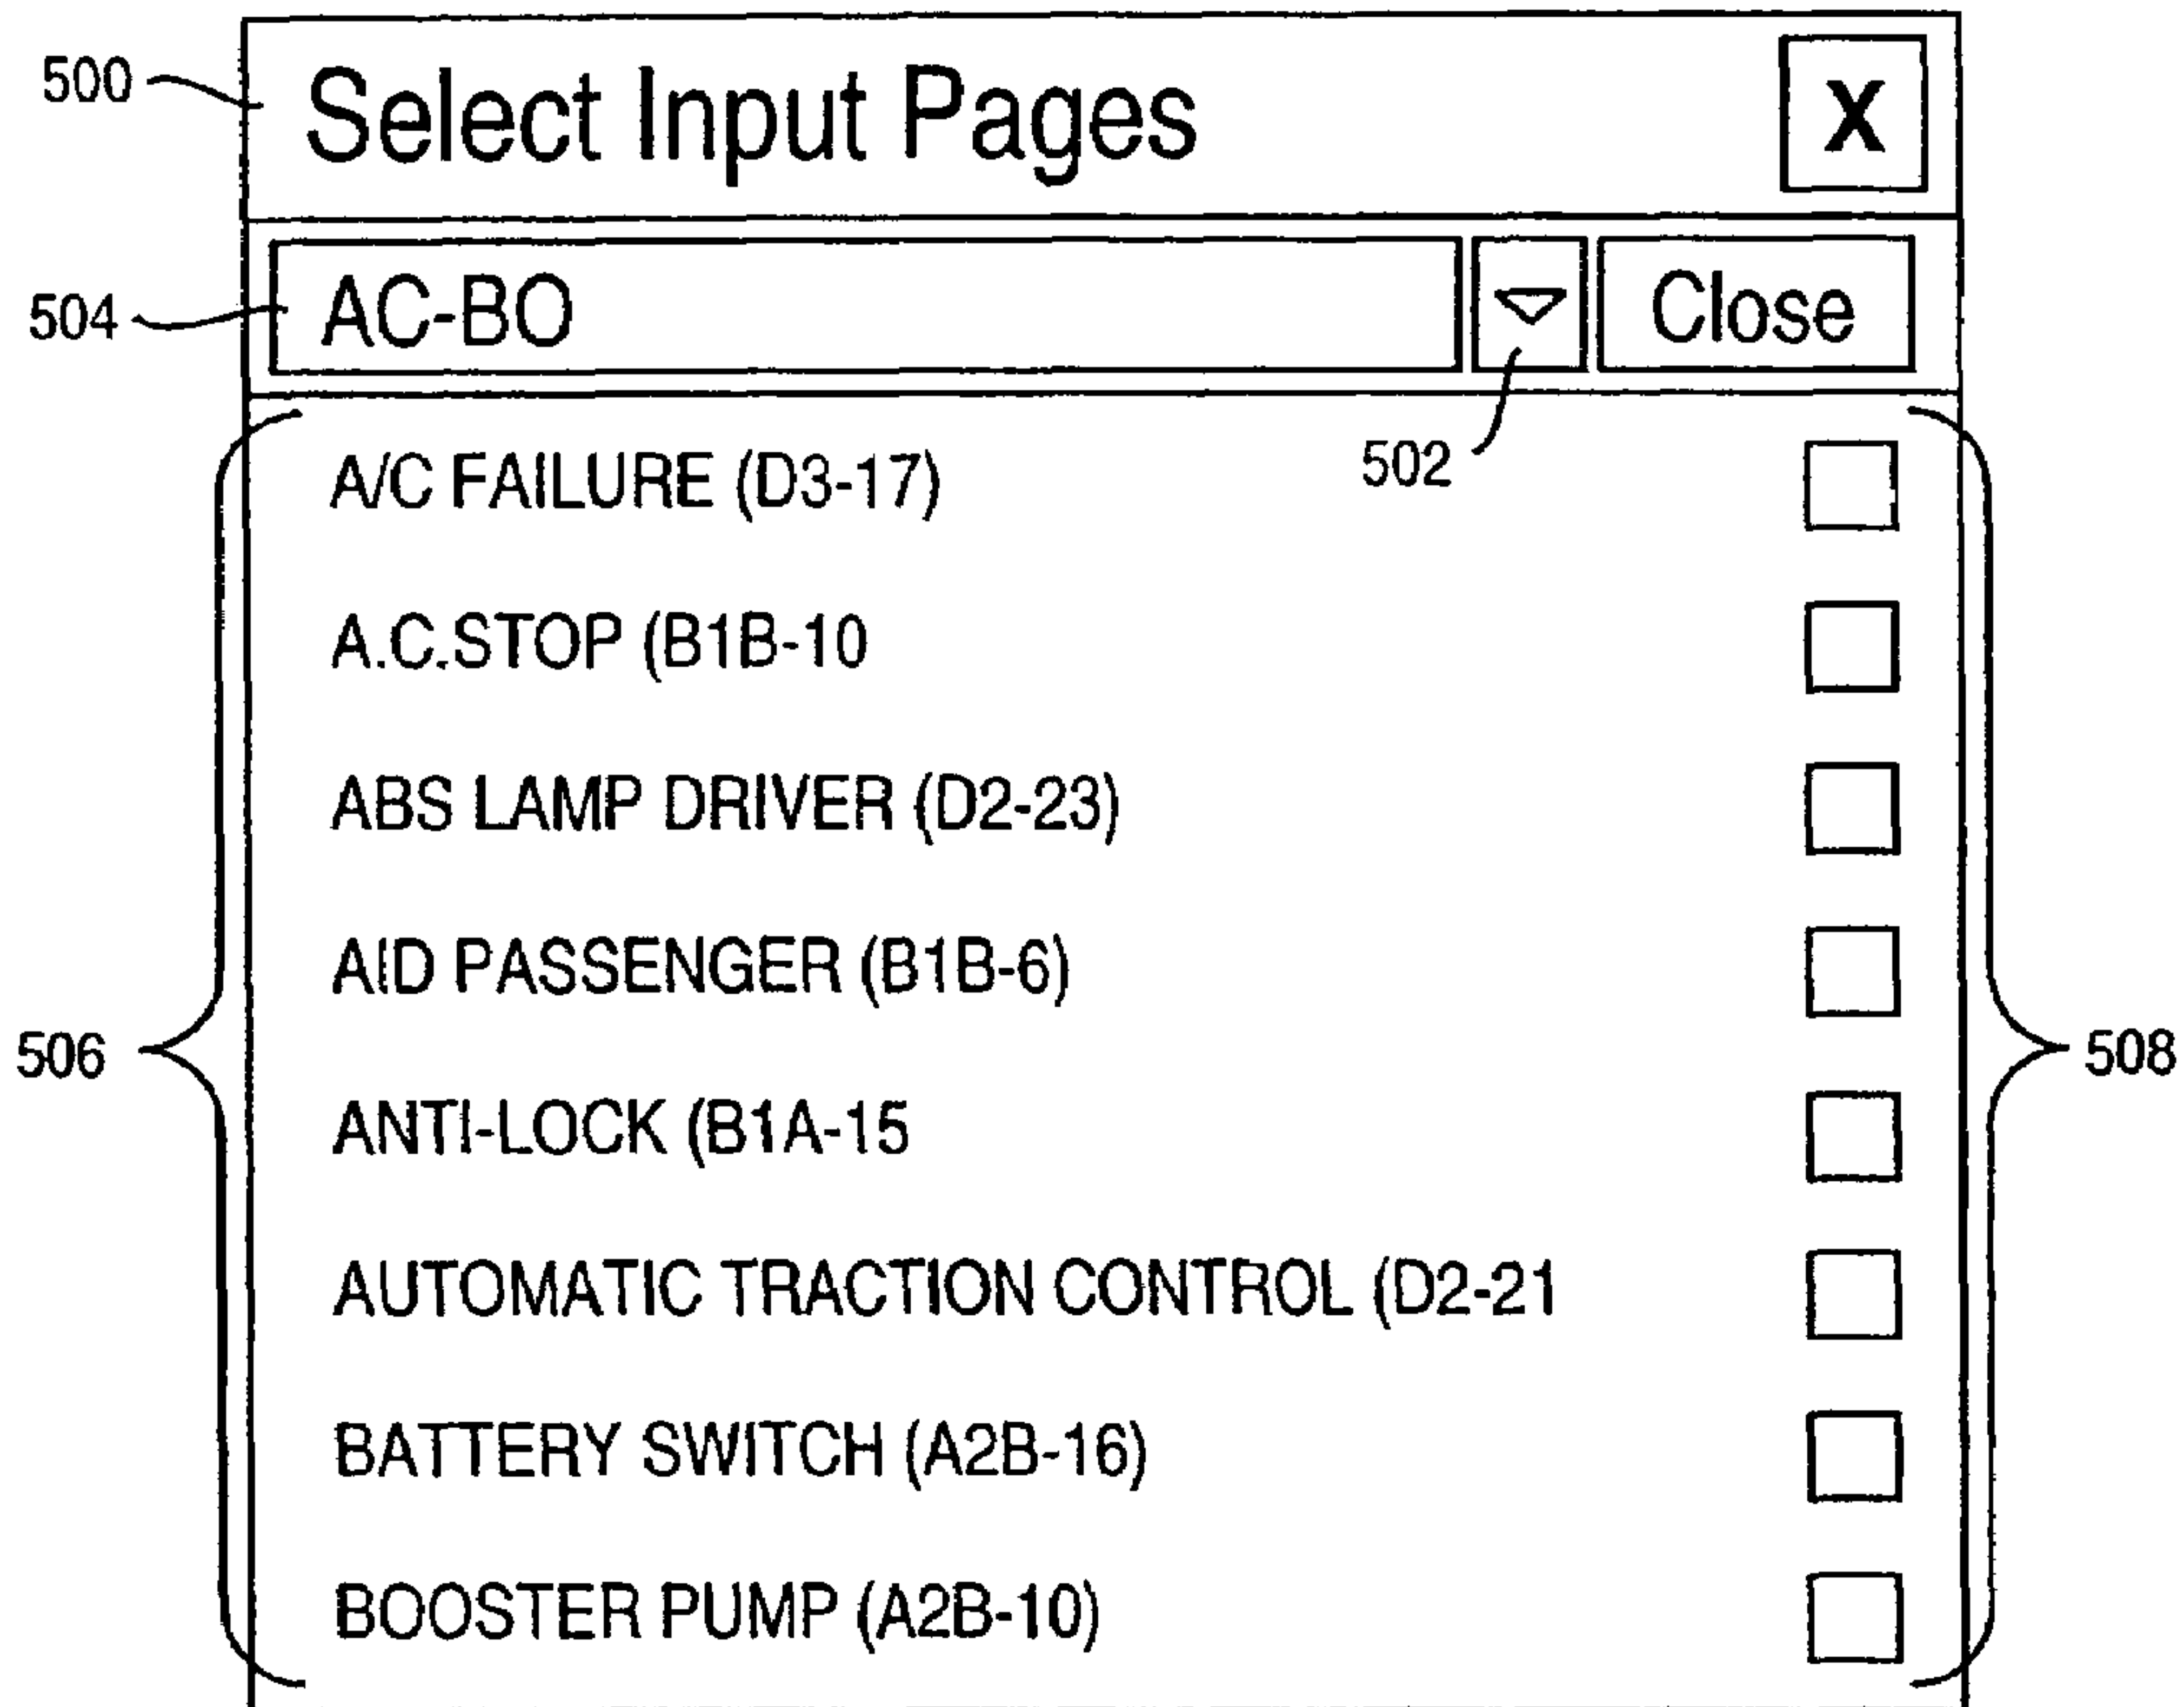 500 Select Input Pages X
504 AC-BO Close
502
A/C FAILURE (D3-17)
A.C.STOP (B1B-10
ABS LAMP DRIVER (D2-23)
AID PASSENGER (B1B-6)
506
508
ANTI-LOCK (B1A-15
AUTOMATIC TRACTION CONTROL (D2-21
BATTERY SWITCH (A2B-16)
BOOSTER PUMP (A2B-10)